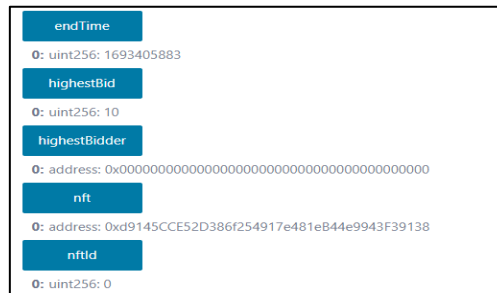 endTime
0: uint256: 1693405883
highestBid
0: uint256: 10
highestBidder
0: address: 0x0000000000000000000000000000000000000000
nft
0: address: 0xd9145CCE52D386f254917e481eB44e9943F39138
nftId
0: uint256: 0